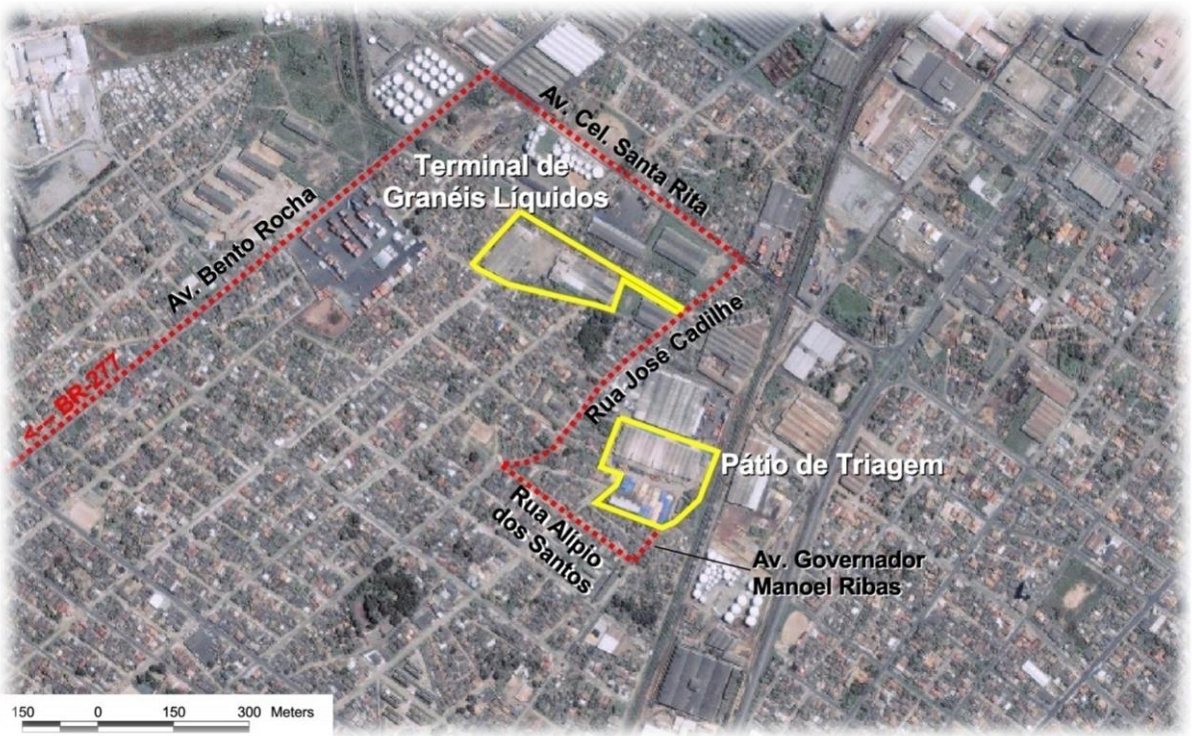 Av. Cel. Santa Rita
Terminal de
Granéis Líquidos
Av. Bento Rocha
Rua José Cadilhe
<-- BR-277
Pátio de Triagem
Rua Alípio
dos Santos
Av. Governador
Manoel Ribas
150 0 150 300 Meters